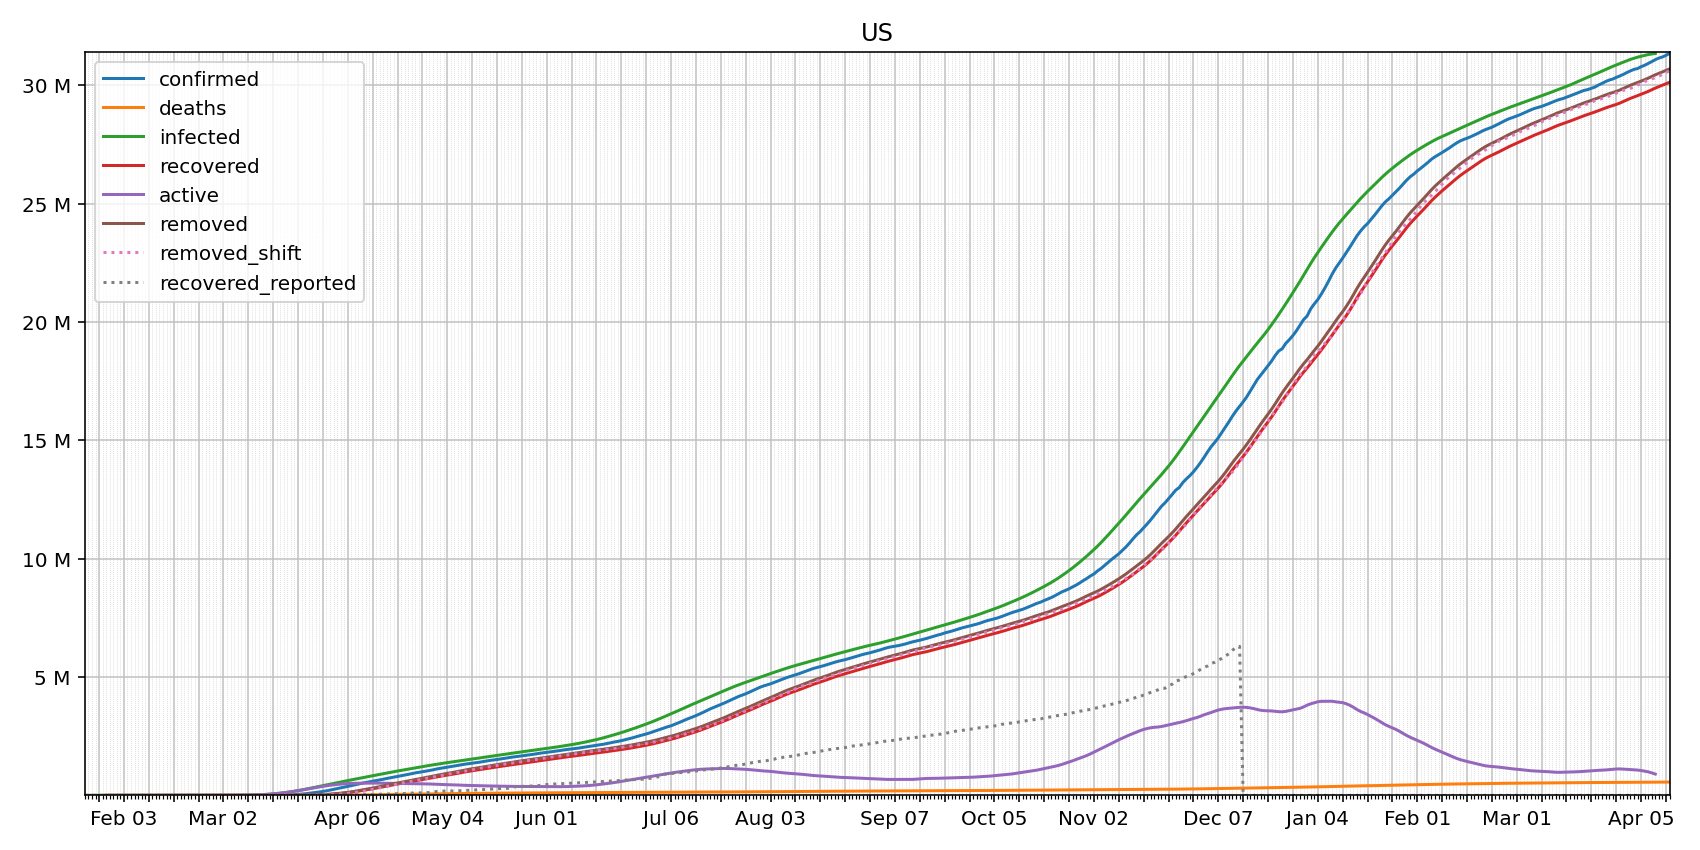 US
30 M
25 M
20 M
15 M
10 M
5 M
confirmed
deaths
infected
recovered
active
removed
removed_shift
recovered_reported
Feb 03 Mar 02 Apr 06 May 04 Jun 01 Jul 06 Aug 03 Sep 07 Oct 05 Nov 02 Dec 07 Jan 04 Feb 01 Mar 01 Apr 05